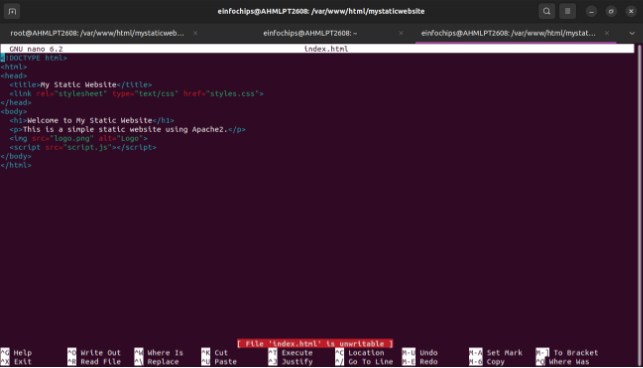 einfochips@AHMLPT2608: /var/www/html/mystaticwebsite
root@AHMLPT2608: /var/www/html/mystaticweb...
einfochips@AHMLPT2608: ~
einfochips@AHMLPT2608: /var/www/html/mystat...
GNU nano 6.2 index.html
<!DOCTYPE html>
<html>
<head>
<title>My Static Website</title>
<link rel="stylesheet" type="text/css" href="styles.css">
</head>
<body>
<h1>Welcome to My Static Website</h1>
<p>This is a simple static website using Apache2.</p>
<img src="logo.png" alt="Logo">
<script src="script.js"></script>
</body>
</html>
[ File 'index.html' is unwritable ]
^G Help ^O Write Out ^W Where Is ^K Cut ^T Execute ^C Location M-U Undo M-A Set Mark M-] To Bracket
^X Exit ^R Read File ^\ Replace ^U Paste ^J Justify ^/ Go To Line M-E Redo M-6 Copy ^Q Where Was